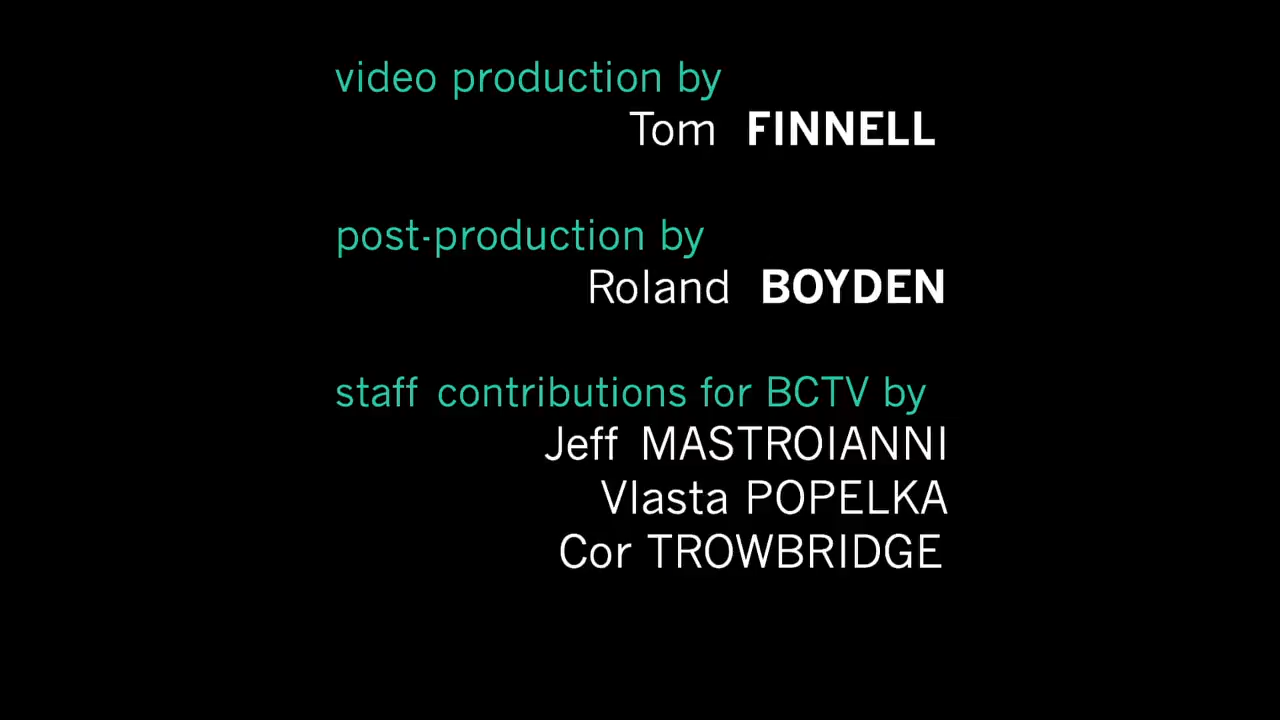 video production by
Tom FINNELL
post-production by
Roland BOYDEN
staff contributions for BCTV by
Jeff MASTROIANNI
Vlasta POPELKA
Cor TROWBRIDGE